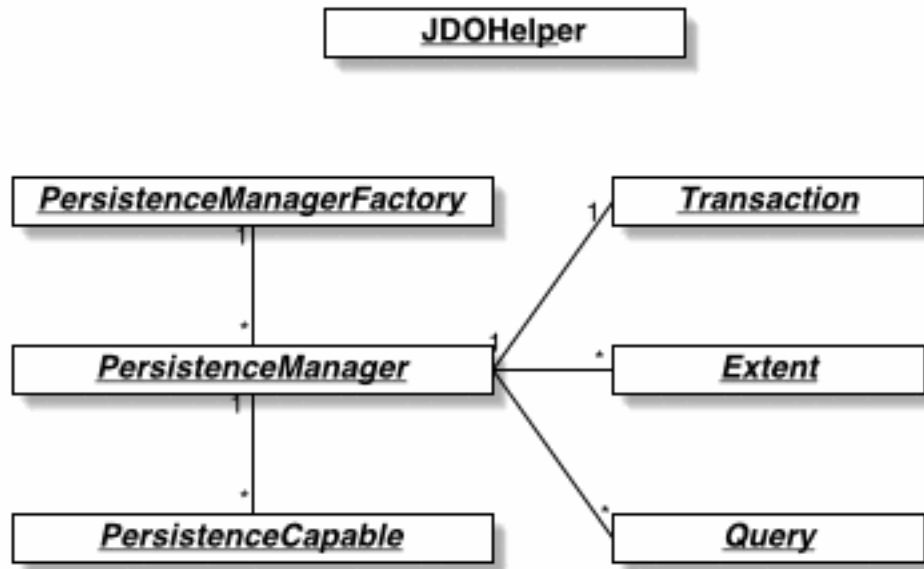 JDOHelper
PersistenceManagerFactory
Transaction
1
1
*
1
*
PersistenceManager
Extent
1
*
*
PersistenceCapable
Query